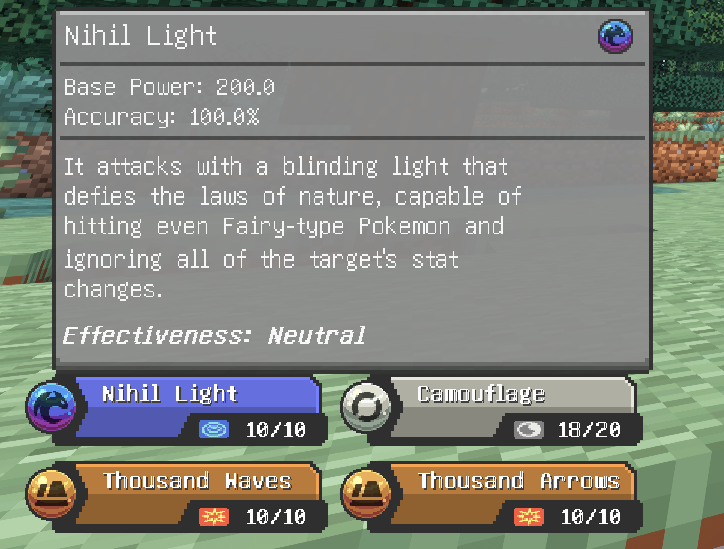 Nihil Light
Base Power: 200.0
Accuracy: 100.0%
It attacks with a blinding light that
defies the laws of nature, capable of
hitting even Fairy-type Pokemon and
ignoring all of the target's stat
changes.
Effectiveness: Neutral
Nihil Light
10/10
Camouflage
18/20
Thousand Waves
10/10
Thousand Arrows
10/10